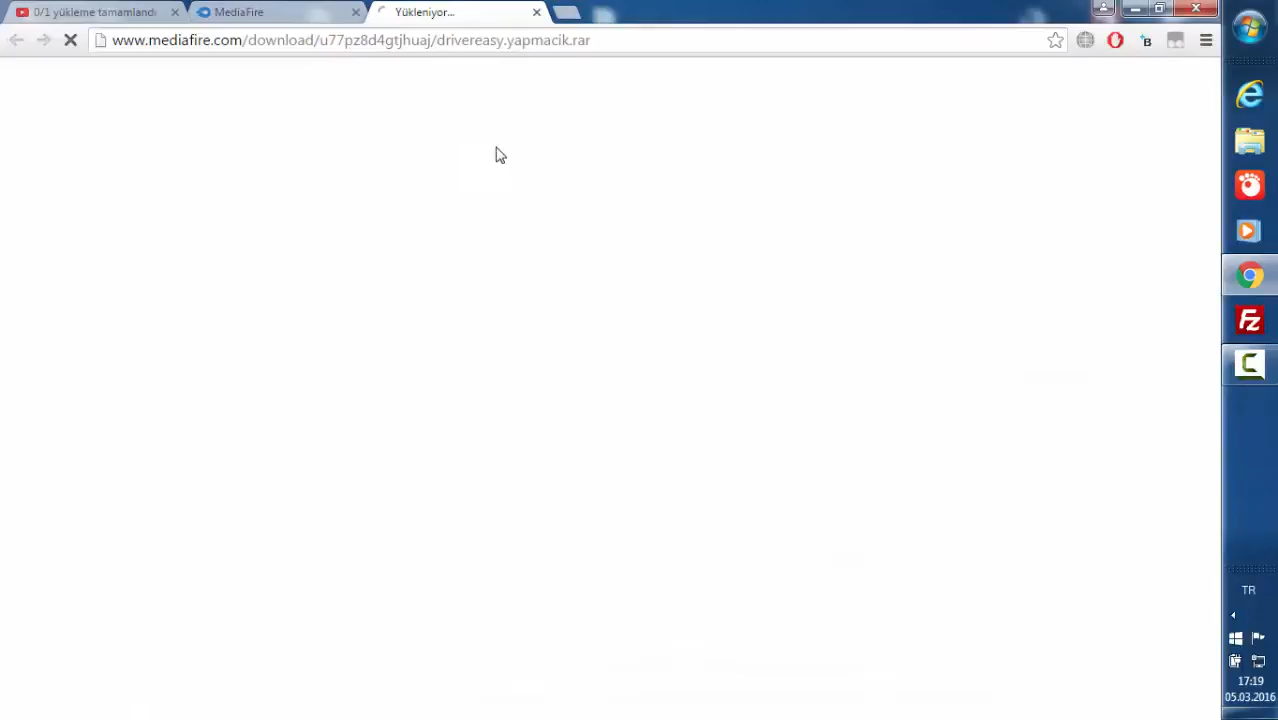 0/1 yükleme tamamlandı
MediaFire
Yükleniyor...
www.mediafire.com/download/u77pz8d4gtjhuaj/drivereasy.yapmacik.rar
TR
17:19
05.03.2016